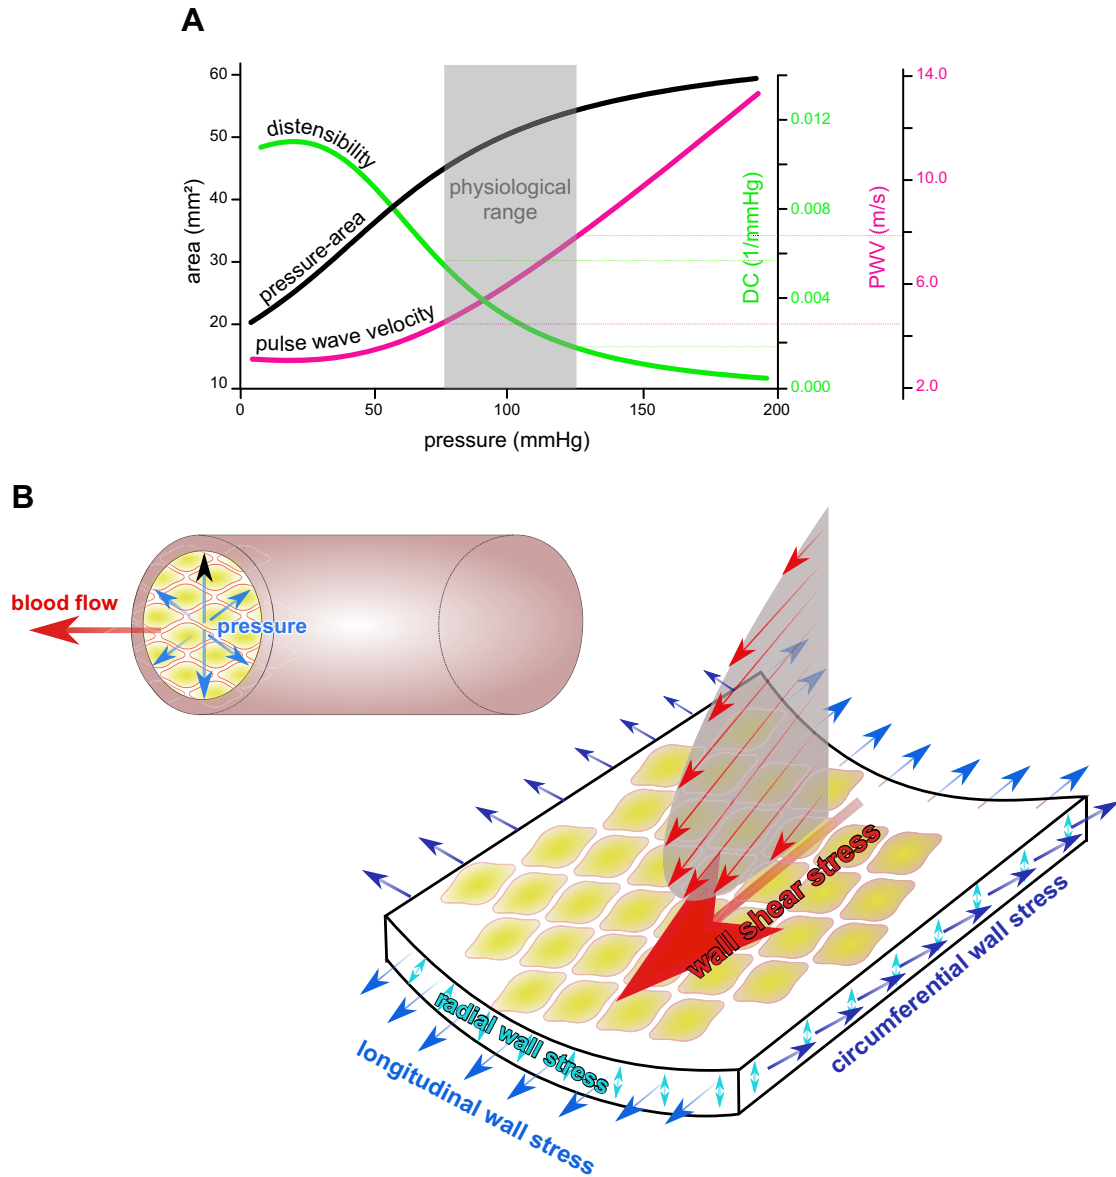 A
60
50
40
30
20
10
area (mm²)
distensibility
pressure-area
pulse wave velocity
physiological
range
0
50
100
150
200
pressure (mmHg)
0.012
0.008
0.004
0.000
DC (1/mmHg)
14.0
10.0
6.0
2.0
PWV (m/s)
B
blood flow
pressure
wall shear stress
radial wall stress
longitudinal wall stress
circumferential wall stress